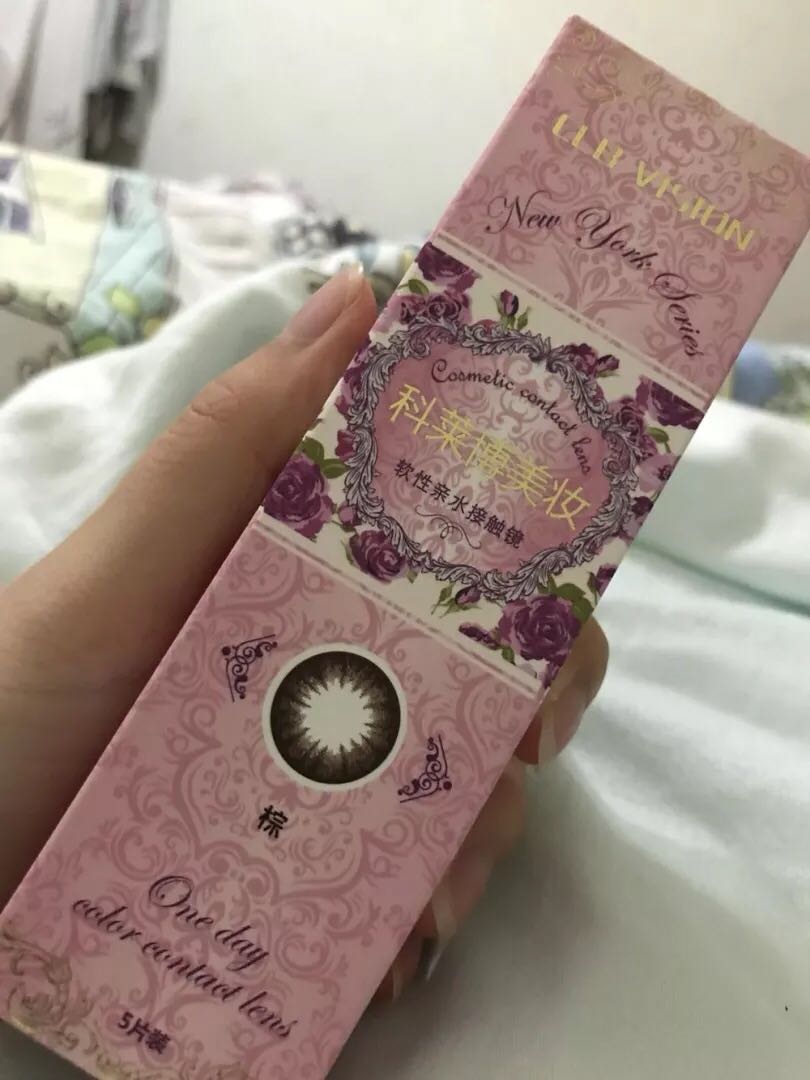 CLB VISION
New York Series
Cosmetic contact lens
科莱博美妆
软性亲水接触镜
棕
One day
color contact lens
5片装